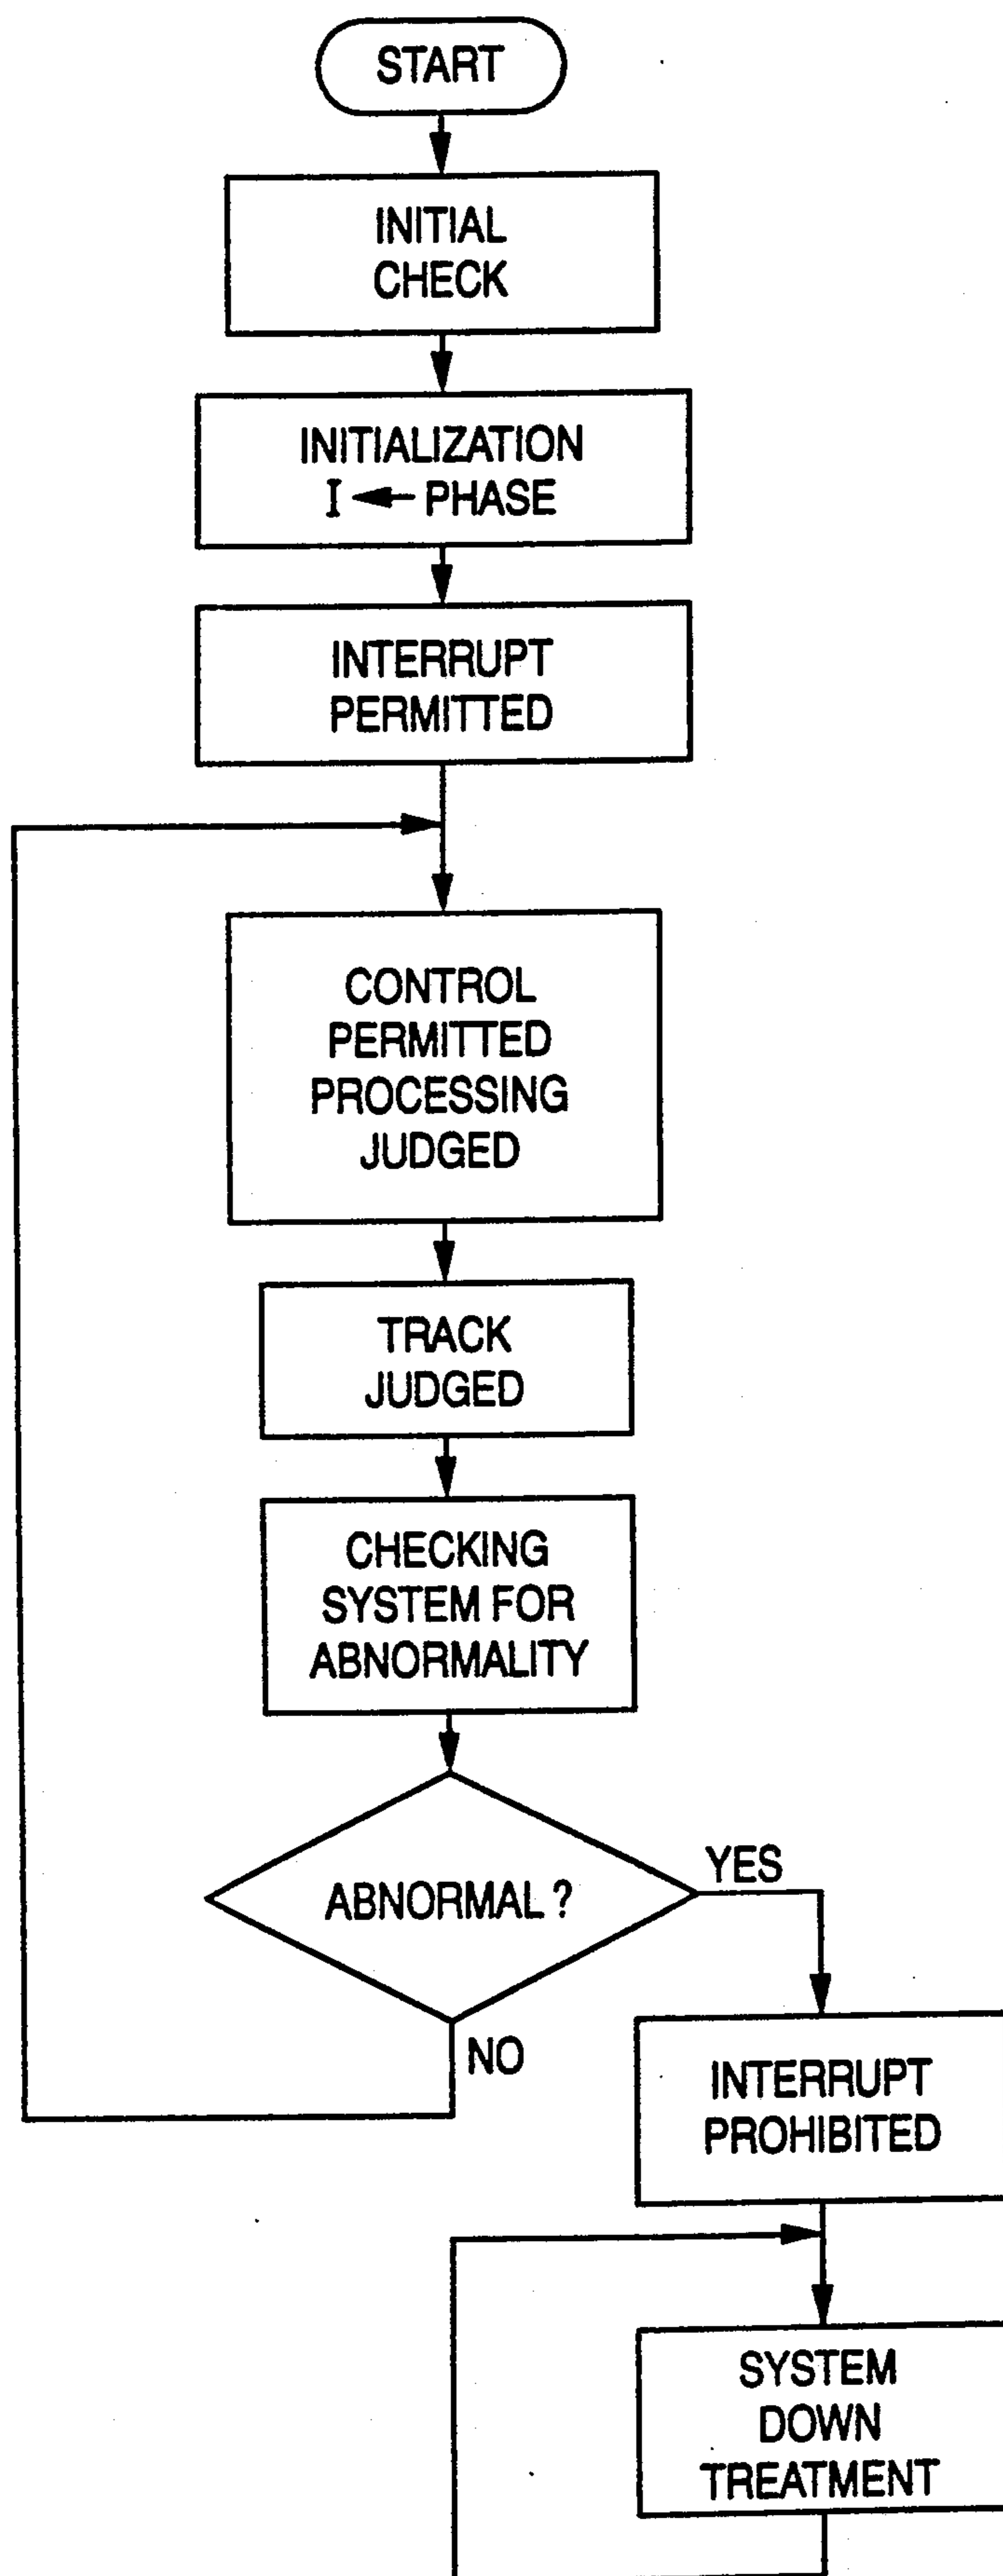 START
INITIAL
CHECK
INITIALIZATION
I ← PHASE
INTERRUPT
PERMITTED
CONTROL
PERMITTED
PROCESSING
JUDGED
TRACK
JUDGED
CHECKING
SYSTEM FOR
ABNORMALITY
ABNORMAL ?
YES
NO
INTERRUPT
PROHIBITED
SYSTEM
DOWN
TREATMENT